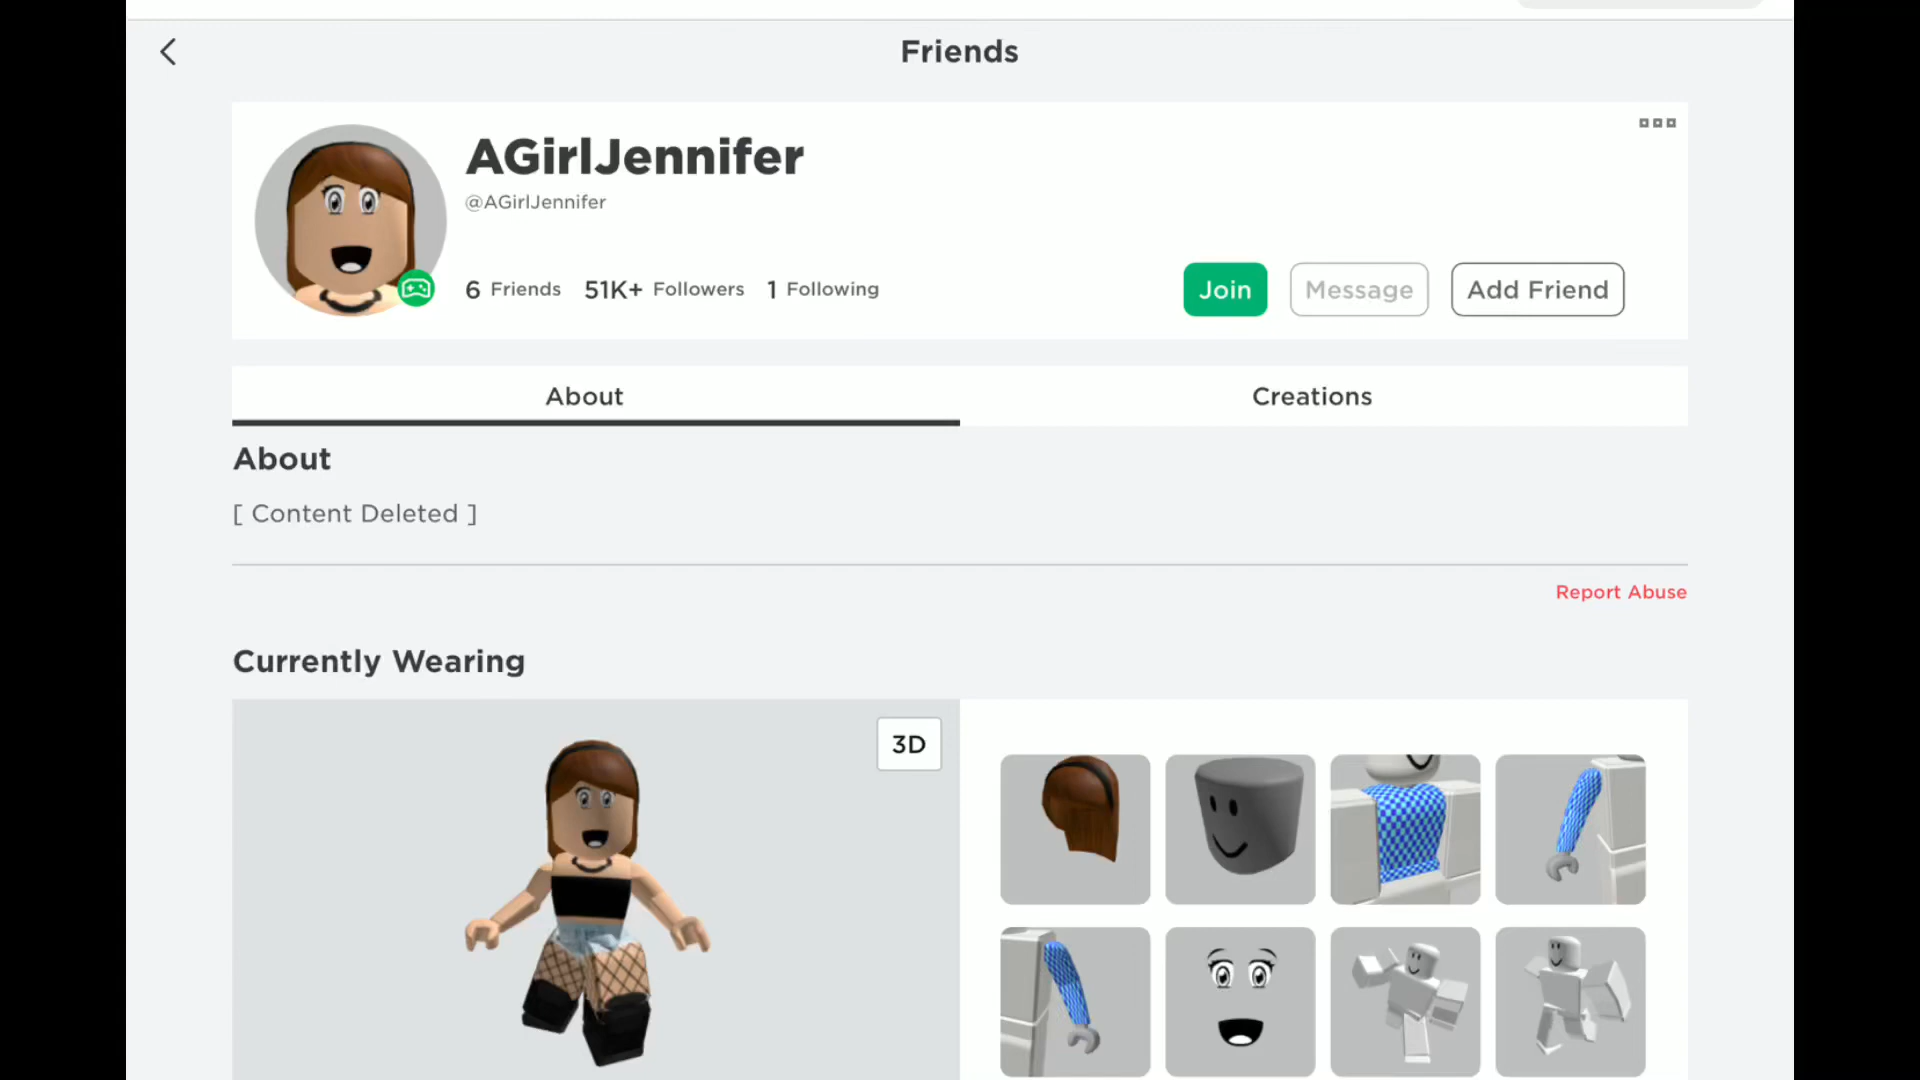 Friends
AGirlJennifer
@AGirlJennifer
6 Friends 51K+ Followers 1 Following
Join Message Add Friend
About Creations
About
[ Content Deleted ]
Report Abuse
Currently Wearing
3D